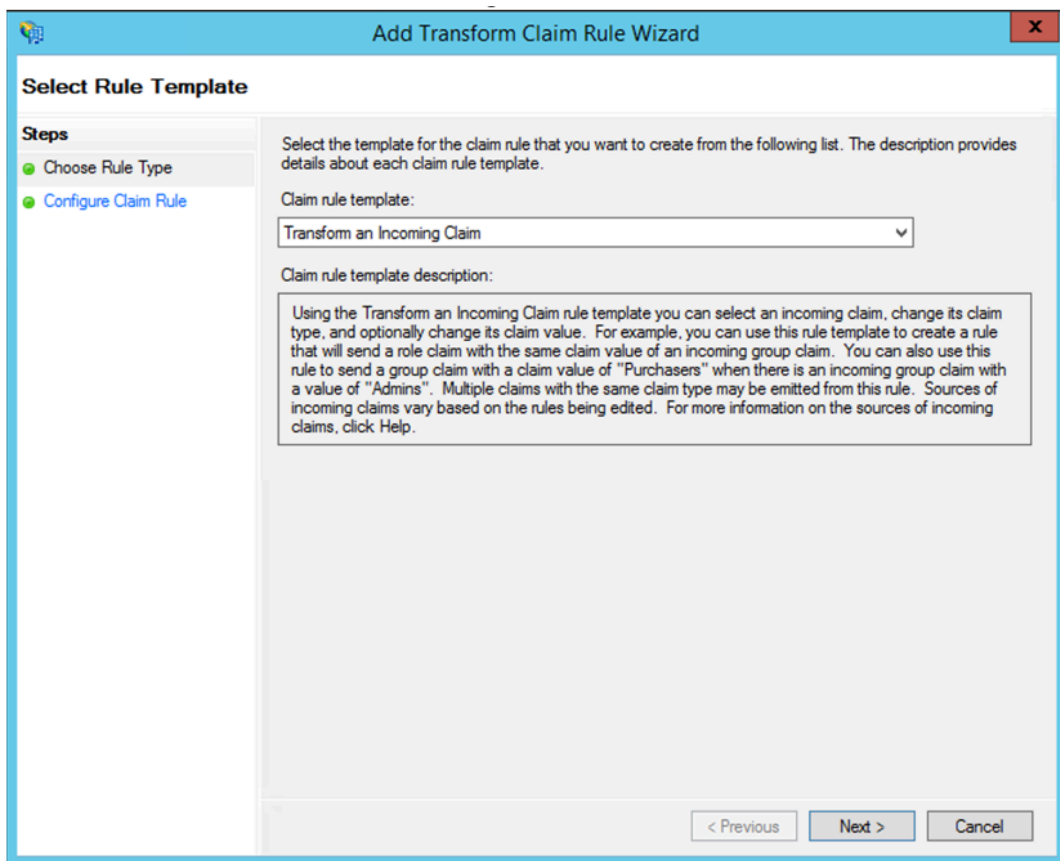 Add Transform Claim Rule Wizard
x
Select Rule Template
Steps
Choose Rule Type
Configure Claim Rule
Select the template for the claim rule that you want to create from the following list. The description provides
details about each claim rule template.
Claim rule template:
Transform an Incoming Claim
Claim rule template description:
Using the Transform an Incoming Claim rule template you can select an incoming claim, change its claim
type, and optionally change its claim value. For example, you can use this rule template to create a rule
that will send a role claim with the same claim value of an incoming group claim. You can also use this
rule to send a group claim with a claim value of "Purchasers" when there is an incoming group claim with
a value of "Admins". Multiple claims with the same claim type may be emitted from this rule. Sources of
incoming claims vary based on the rules being edited. For more information on the sources of incoming
claims, click Help.
< Previous
Next >
Cancel